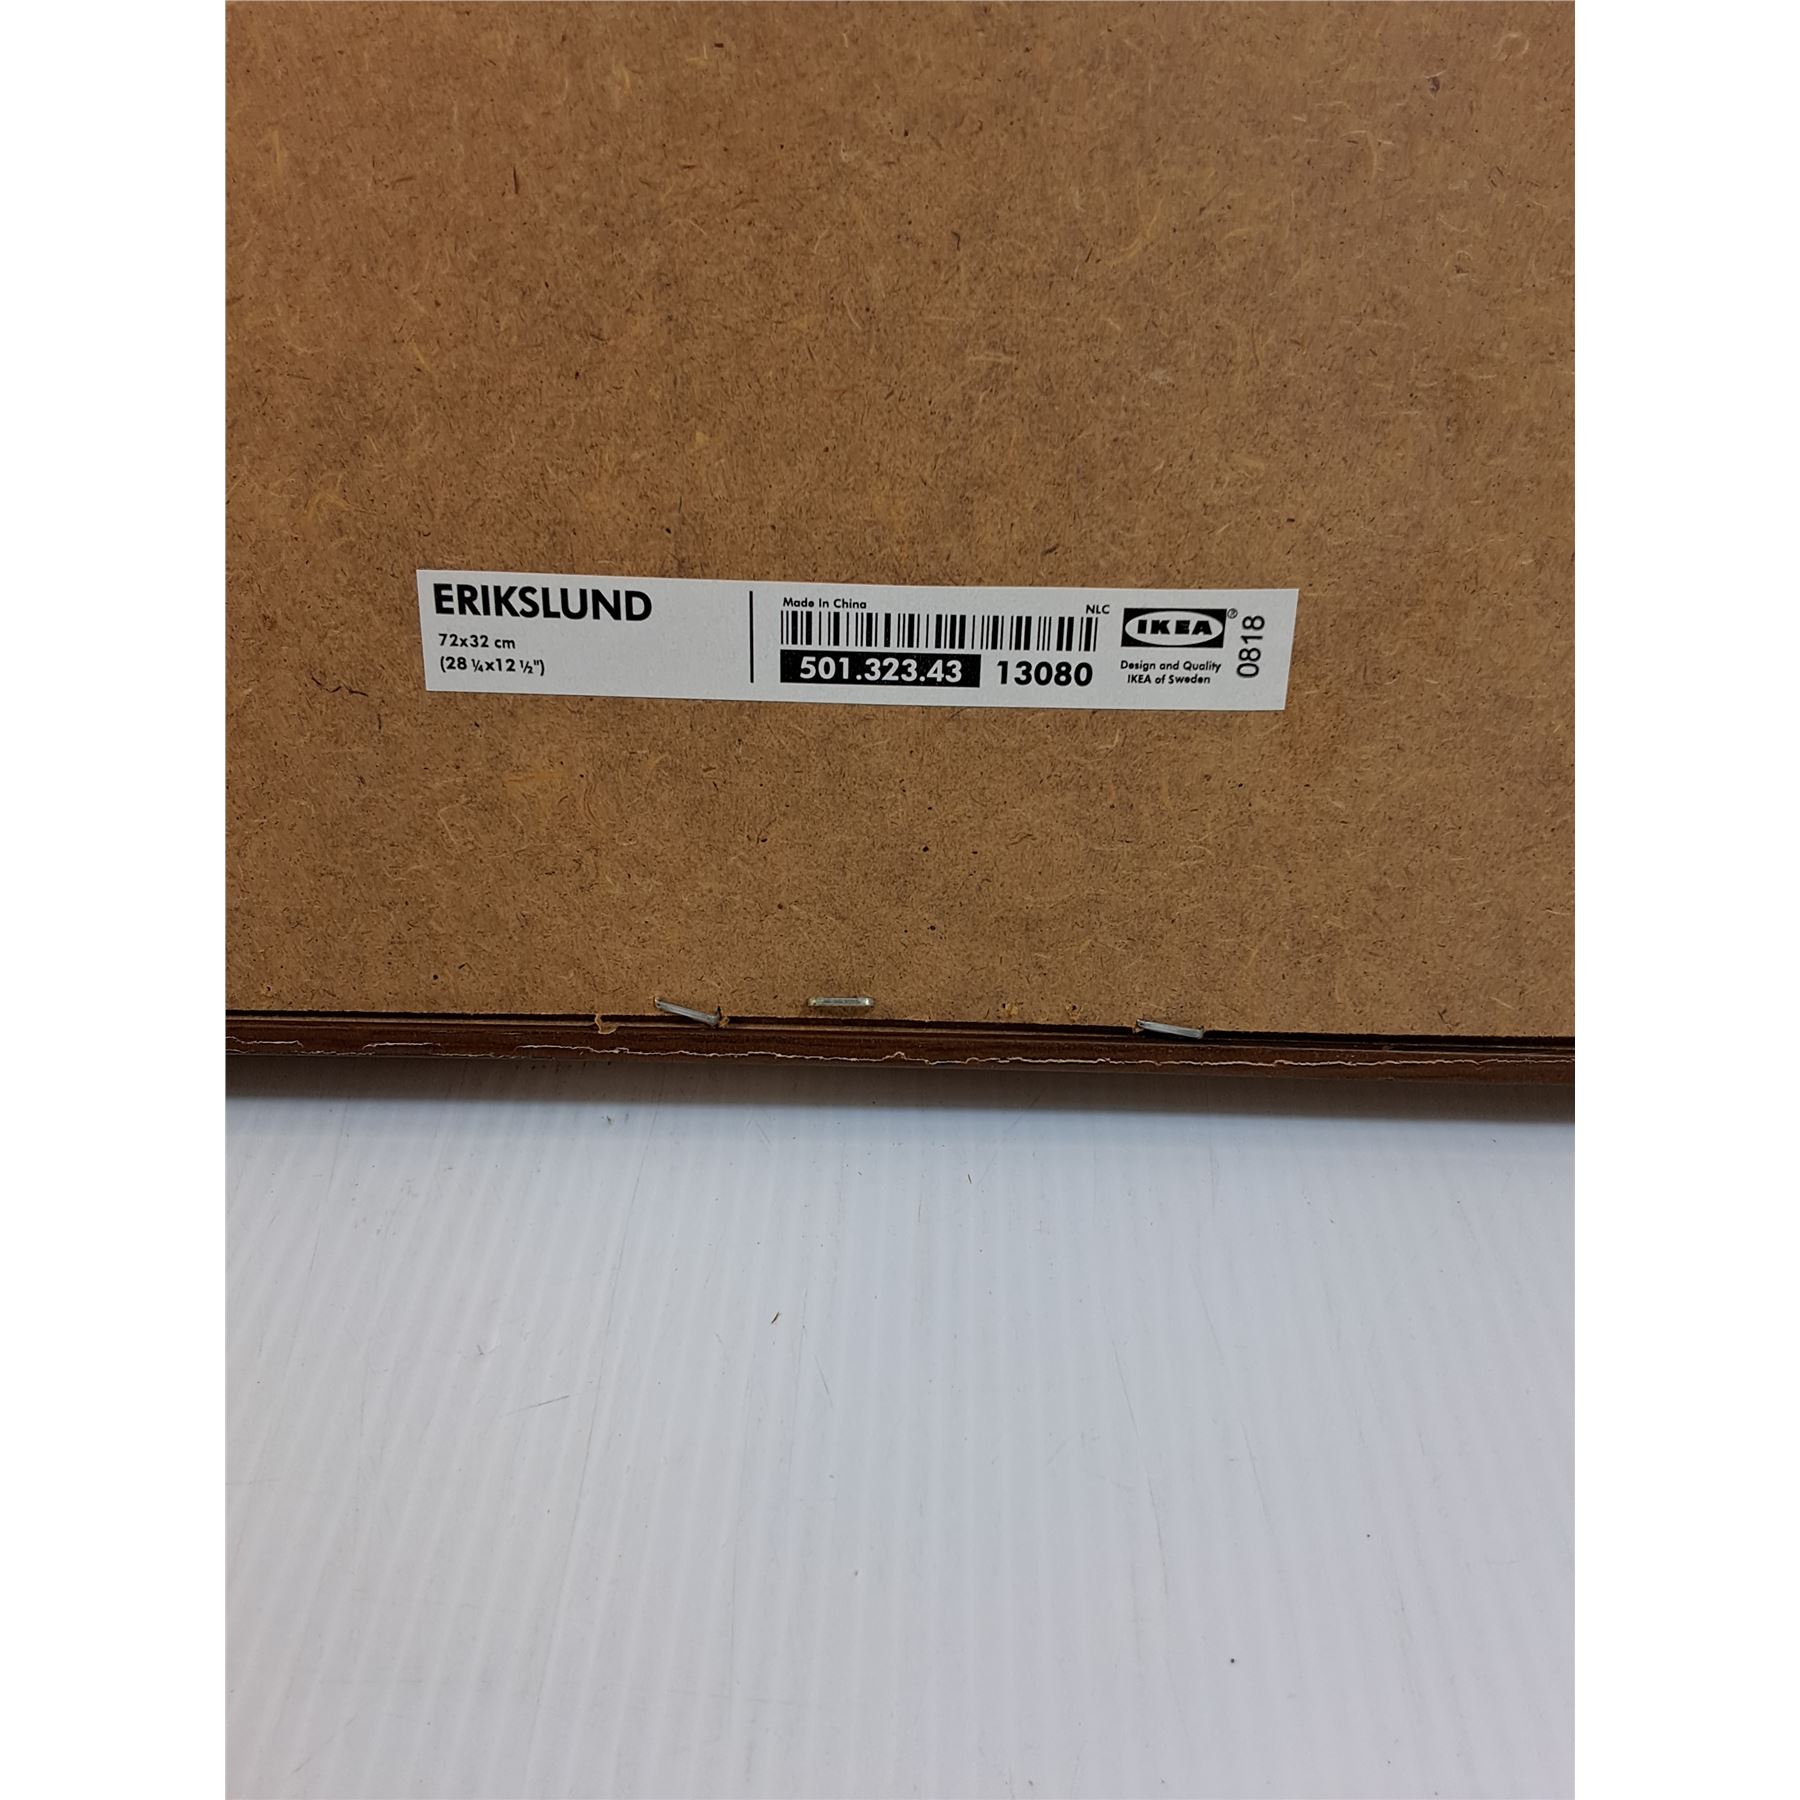 ERIKSLUND
72x32 cm
(28 ¼x12 ½")
Made In China
NLC
501.323.43 13080
IKEA®
Design and Quality
IKEA of Sweden
0818